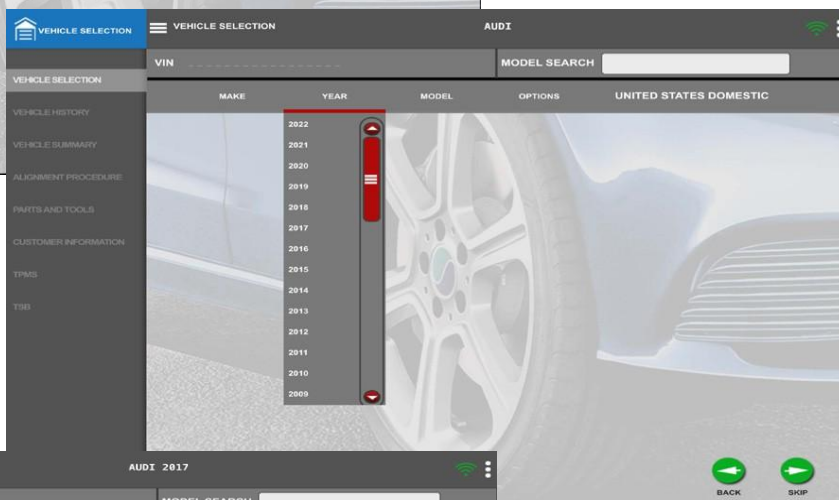 VEHICLE SELECTION
VEHICLE SELECTION
AUDI
VIN
MODEL SEARCH
VEHICLE SELECTION
MAKE
YEAR
MODEL
OPTIONS
UNITED STATES DOMESTIC
VEHICLE HISTORY
VEHICLE SUMMARY
ALIGNMENT PROCEDURE
PARTS AND TOOLS
CUSTOMER INFORMATION
TPMS
TSB
2022
2021
2020
2019
2018
2017
2016
2015
2014
2013
2012
2011
2010
2009
BACK
SKIP
AUDI 2017
MODEL SEARCH